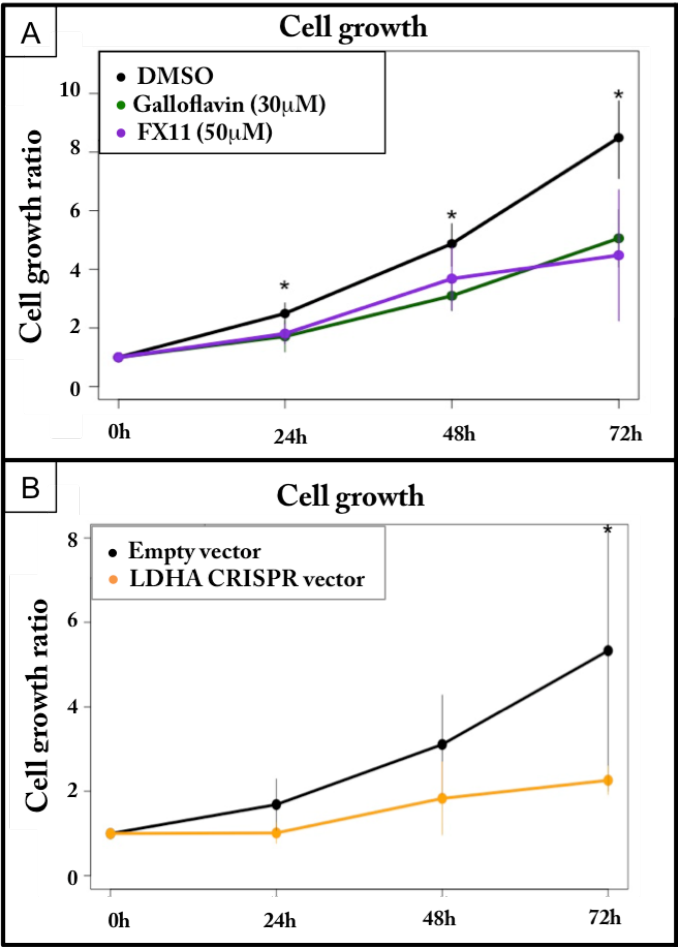 A
Cell growth
DMSO
Galloflavin (30μM)
FX11 (50μM)
Cell growth ratio
10
8
6
4
2
0
*
*
*
0h
24h
48h
72h
B
Cell growth
Empty vector
LDHA CRISPR vector
Cell growth ratio
8
6
4
2
0
*
0h
24h
48h
72h